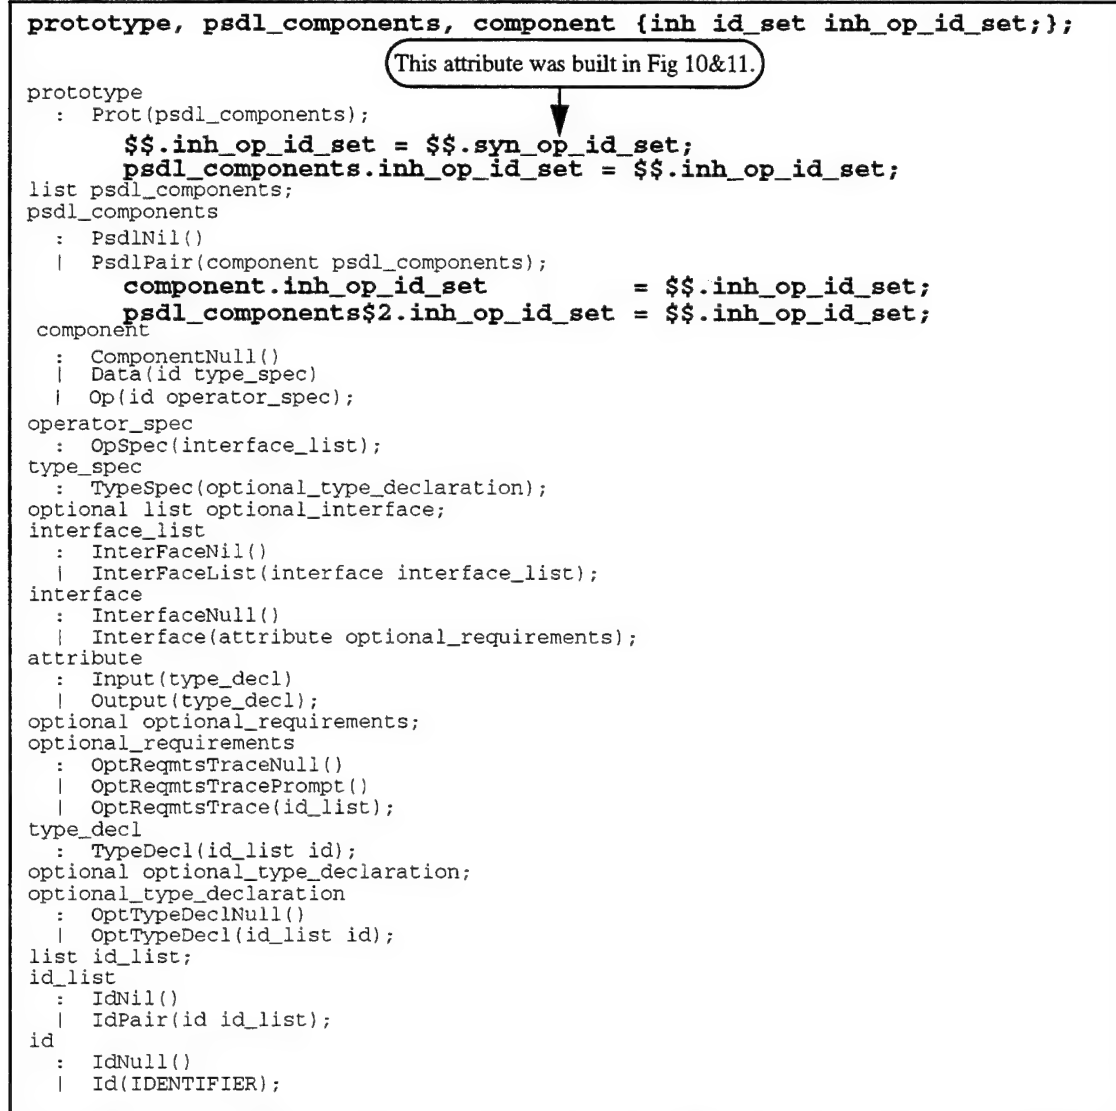 prototype, psdl_components, component {inh id_set inh_op_id_set;};
This attribute was built in Fig 10&11.
prototype
: Prot(psdl_components);
$$.inh_op_id_set = $$.syn_op_id_set;
psdl_components.inh_op_id_set = $$.inh_op_id_set;
list psdl_components;
psdl_components
: PsdlNil()
| PsdlPair(component psdl_components);
component.inh_op_id_set = $$.inh_op_id_set;
psdl_components$2.inh_op_id_set = $$.inh_op_id_set;
component
: ComponentNull()
| Data(id type_spec)
| Op(id operator_spec);
operator_spec
: OpSpec(interface_list);
type_spec
: TypeSpec(optional_type_declaration);
optional list optional_interface;
interface_list
: InterFaceNil()
| InterFaceList(interface interface_list);
interface
: InterfaceNull()
| Interface(attribute optional_requirements);
attribute
: Input(type_decl)
| Output(type_decl);
optional optional_requirements;
optional_requirements
: OptReqmtsTraceNull()
| OptReqmtsTracePrompt()
| OptReqmtsTrace(id_list);
type_decl
: TypeDecl(id_list id);
optional optional_type_declaration;
optional_type_declaration
: OptTypeDeclNull()
| OptTypeDecl(id_list id);
list id_list;
id_list
: IdNil()
| IdPair(id id_list);
id
: IdNull()
| Id(IDENTIFIER);